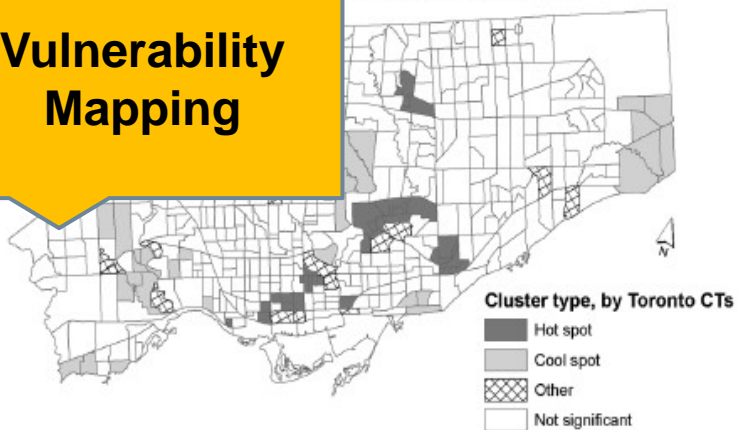 Vulnerability
Mapping
N
Cluster type, by Toronto CTs
Hot spot
Cool spot
Other
Not significant